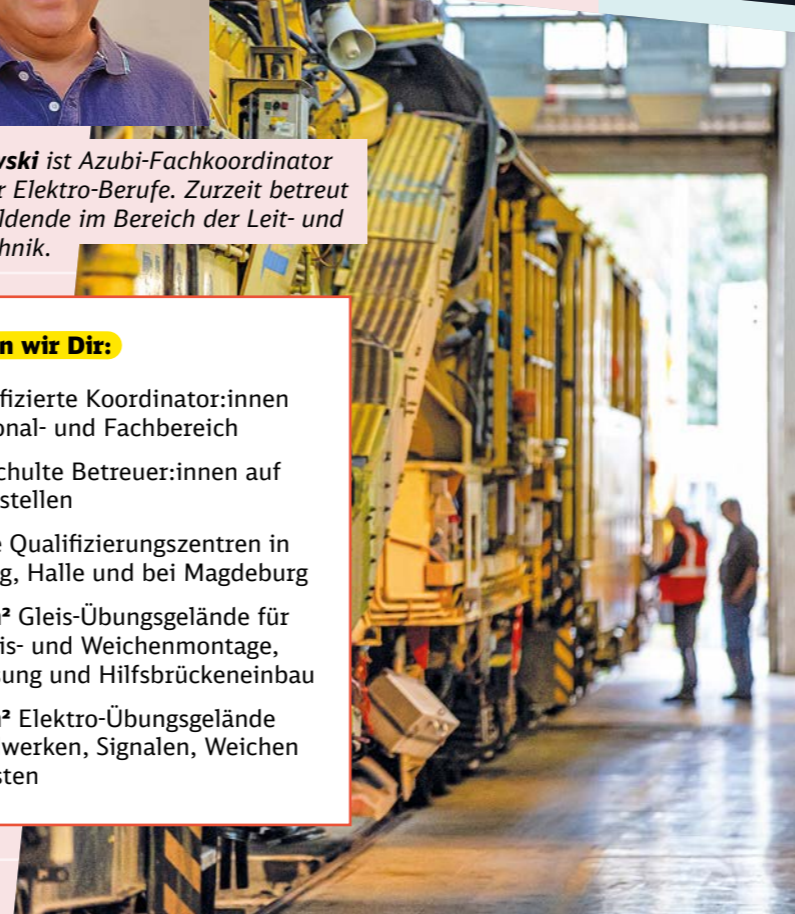 wski ist Azubi-Fachkoordinator
r Elektro-Berufe. Zurzeit betreut
ldende im Bereich der Leit- und
hnik.
n wir Dir:
fizierte Koordinator:innen
onal- und Fachbereich
chulte Betreuer:innen auf
stellen
e Qualifizierungszentren in
g, Halle und bei Magdeburg
² Gleis-Übungsgelände für
is- und Weichenmontage,
sung und Hilfsbrückeneinbau
² Elektro-Übungsgelände
werken, Signalen, Weichen
sten